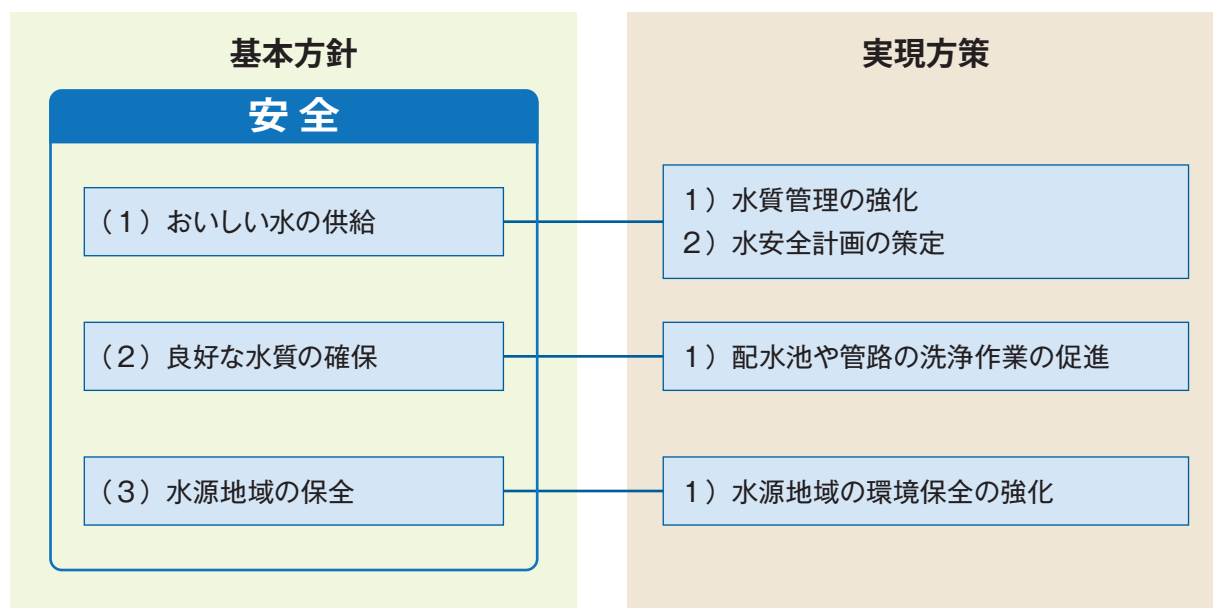 基本方針
安全
（1）おいしい水の供給
（2）良好な水質の確保
（3）水源地域の保全
実現方策
1）水質管理の強化
2）水安全計画の策定
1）配水池や管路の洗浄作業の促進
1）水源地域の環境保全の強化